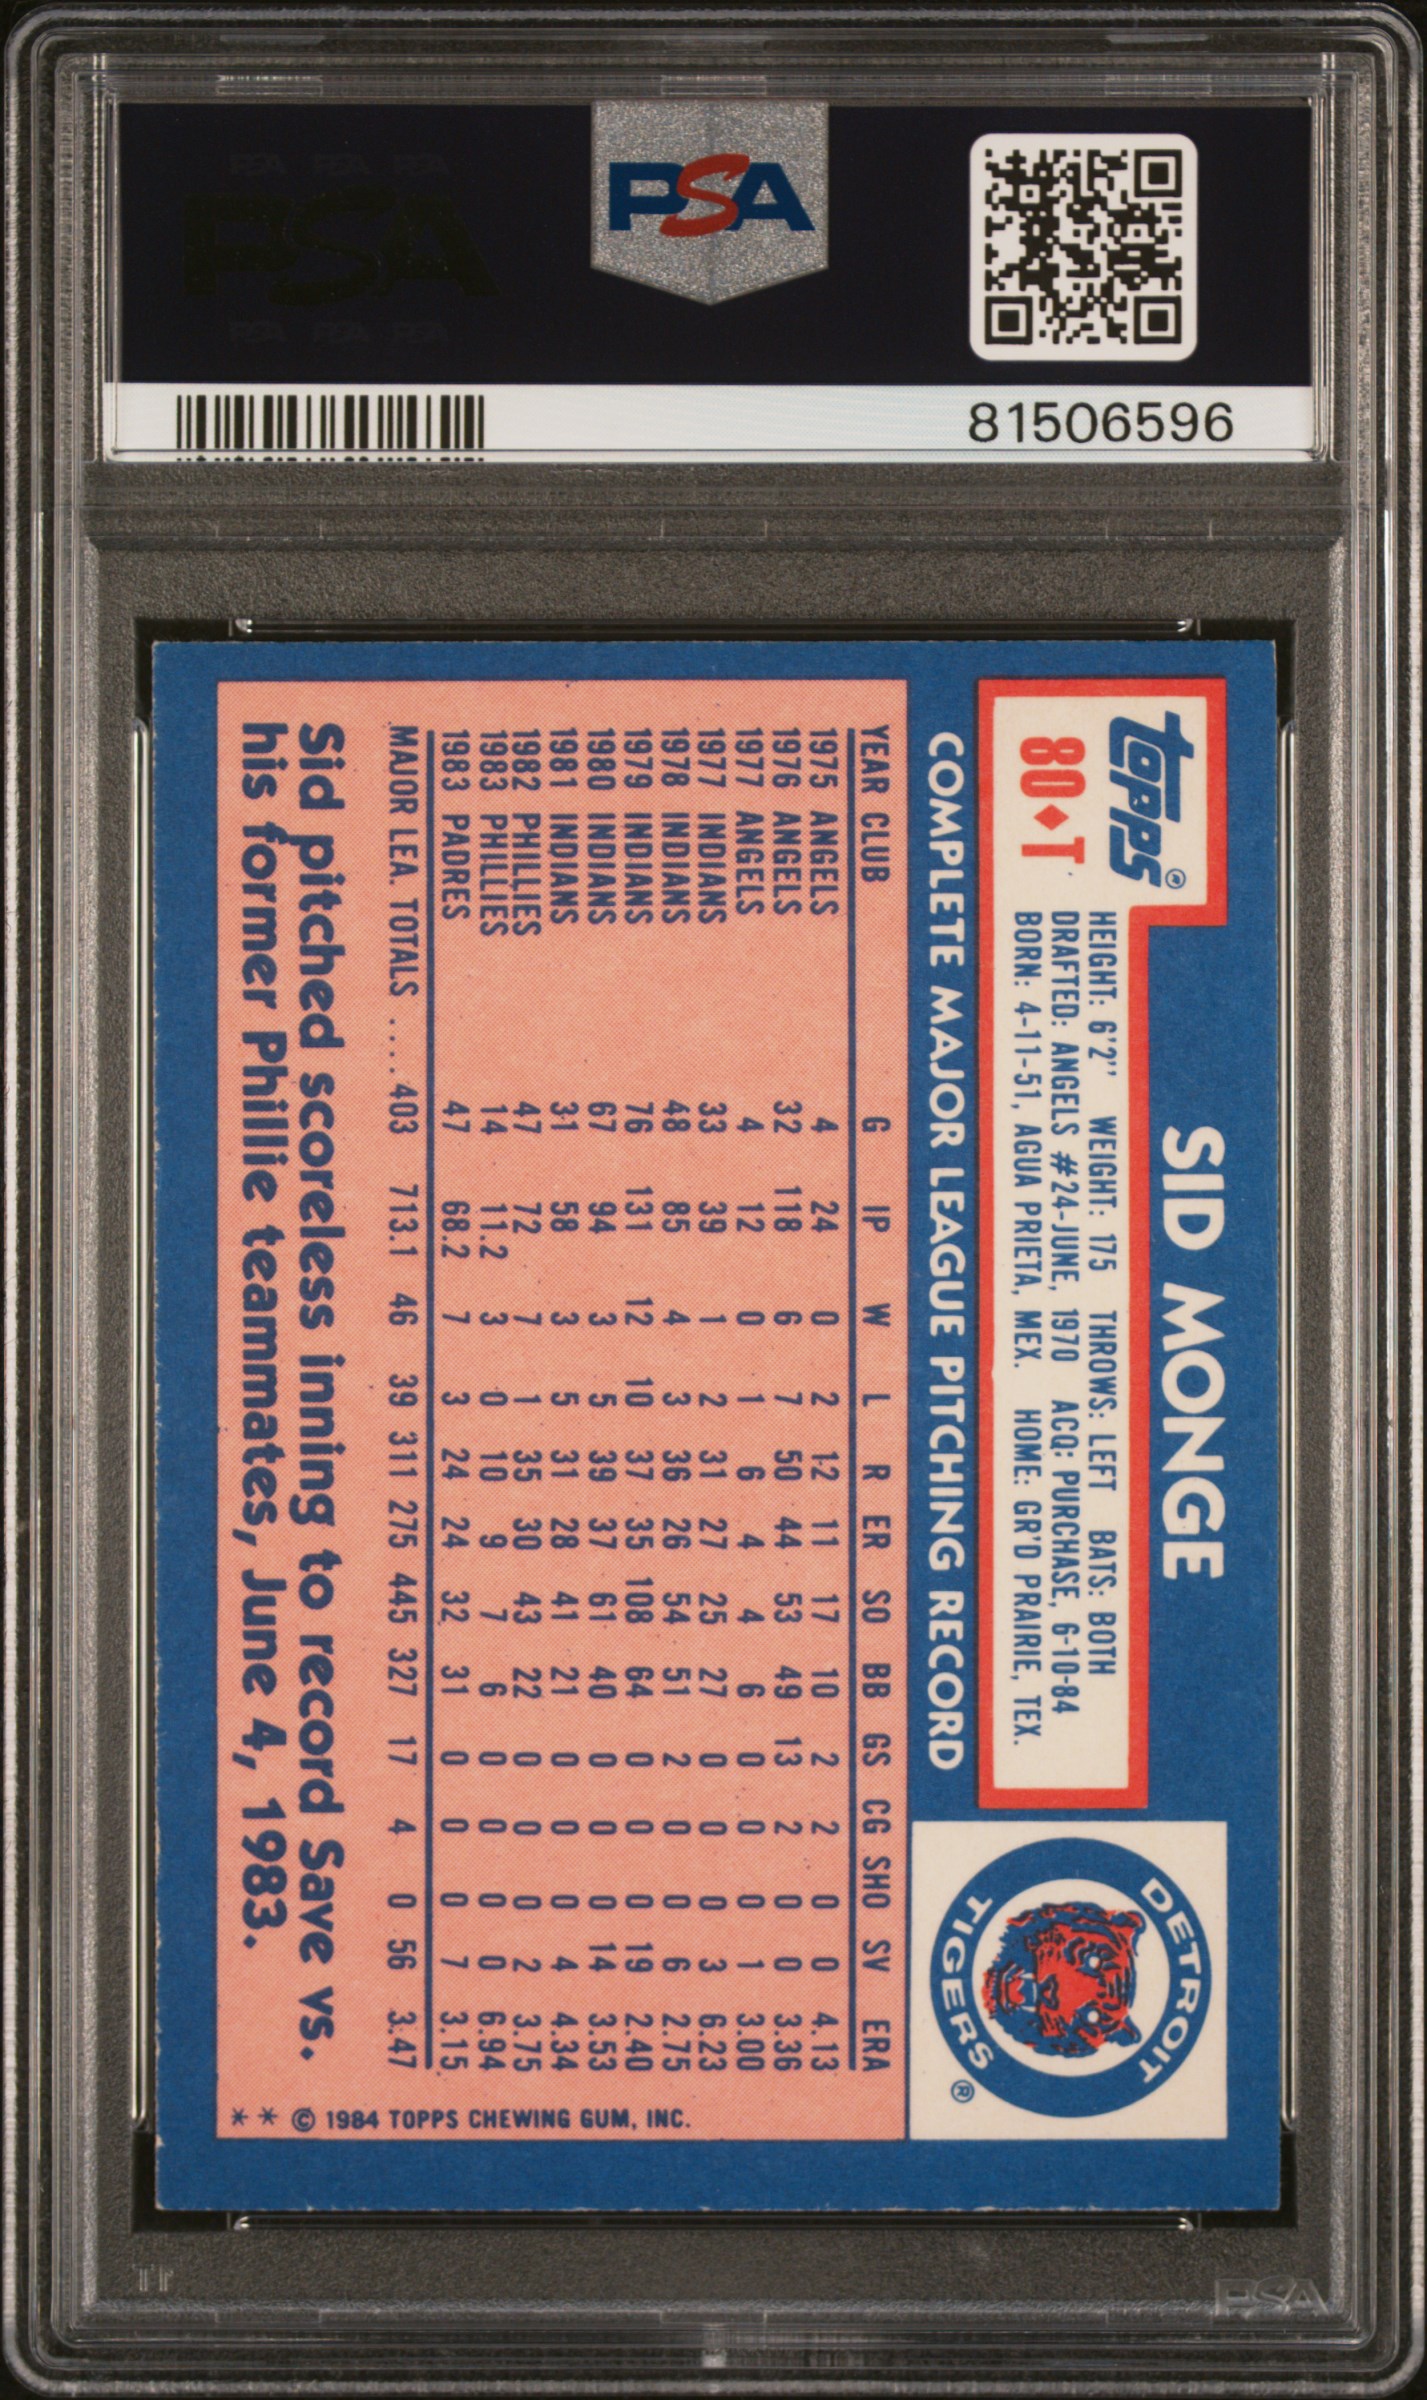 PSA
81506596
topps®
80♦T
SID MONGE
HEIGHT: 6'2" WEIGHT: 175 THROWS: LEFT BATS: BOTH
DRAFTED: ANGELS #24-JUNE, 1970 ACQ: PURCHASE, 6-10-84
BORN: 4-11-51, AGUA PRIETA, MEX. HOME: GR'D PRAIRIE, TEX.
DETROIT TIGERS ®
COMPLETE MAJOR LEAGUE PITCHING RECORD
YEAR CLUB G IP W L R ER SO BB GS CG SHO SV ERA
1975 ANGELS 4 24 0 2 12 11 17 10 2 2 0 0 4.13
1976 ANGELS 32 118 6 7 50 44 53 49 13 2 0 0 3.36
1977 ANGELS 4 12 0 1 6 4 4 6 0 0 0 1 3.00
1977 INDIANS 33 39 1 2 31 27 25 27 0 0 0 3 6.23
1978 INDIANS 48 85 4 3 36 26 54 51 2 0 0 6 2.75
1979 INDIANS 76 131 12 10 37 35 108 64 0 0 0 19 2.40
1980 INDIANS 67 94 3 5 39 37 61 40 0 0 0 14 3.53
1981 INDIANS 31 58 3 5 31 28 41 21 0 0 0 4 4.34
1982 PHILLIES 47 72 7 1 35 30 43 22 0 0 0 2 3.75
1983 PHILLIES 14 11.2 3 0 10 9 7 6 0 0 0 0 6.94
1983 PADRES 47 68.2 7 3 24 24 32 31 0 0 0 7 3.15
MAJOR LEA. TOTALS .... 403 713.1 46 39 311 275 445 327 17 4 0 56 3.47
Sid pitched scoreless inning to record Save vs.
his former Phillie teammates, June 4, 1983.
** © 1984 TOPPS CHEWING GUM, INC.
PSA